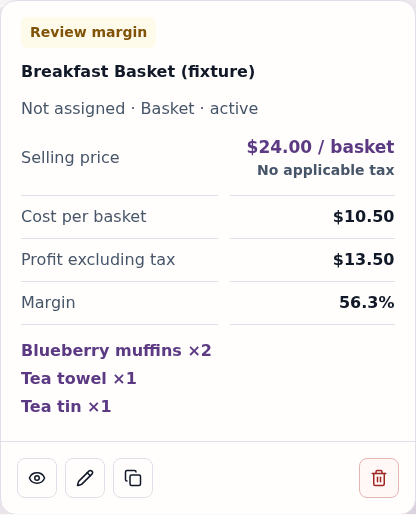 Review margin
Breakfast Basket (fixture)
Not assigned · Basket · active
Selling price
$24.00 / basket
No applicable tax
Cost per basket
$10.50
Profit excluding tax
$13.50
Margin
56.3%
Blueberry muffins ×2
Tea towel ×1
Tea tin ×1